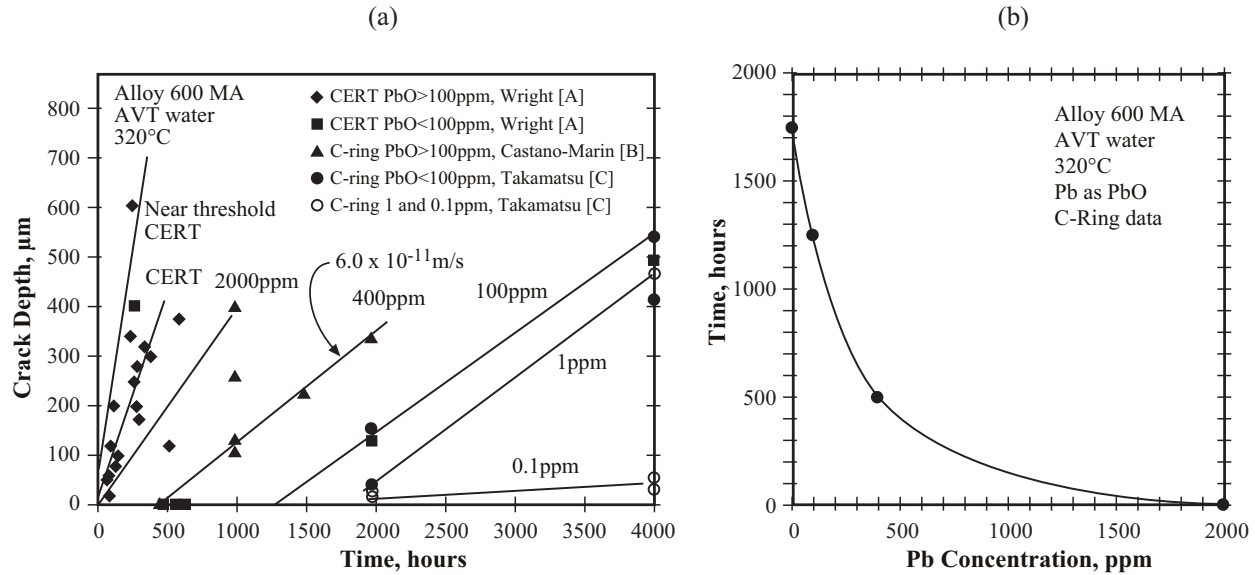 (a)
Crack Depth, µm
800
700
600
500
400
300
200
100
0
Alloy 600 MA
AVT water
320°C
CERT PbO>100ppm, Wright [A]
CERT PbO<100ppm, Wright [A]
C-ring PbO>100ppm, Castano-Marin [B]
C-ring PbO<100ppm, Takamatsu [C]
C-ring 1 and 0.1ppm, Takamatsu [C]
Near threshold
CERT
CERT
2000ppm
6.0 x 10-11m/s
400ppm
100ppm
1ppm
0.1ppm
0 500 1000 1500 2000 2500 3000 3500 4000
Time, hours
(b)
Time, hours
2000
1500
1000
500
0
Alloy 600 MA
AVT water
320°C
Pb as PbO
C-Ring data
0 500 1000 1000 2000
Pb Concentration, ppm